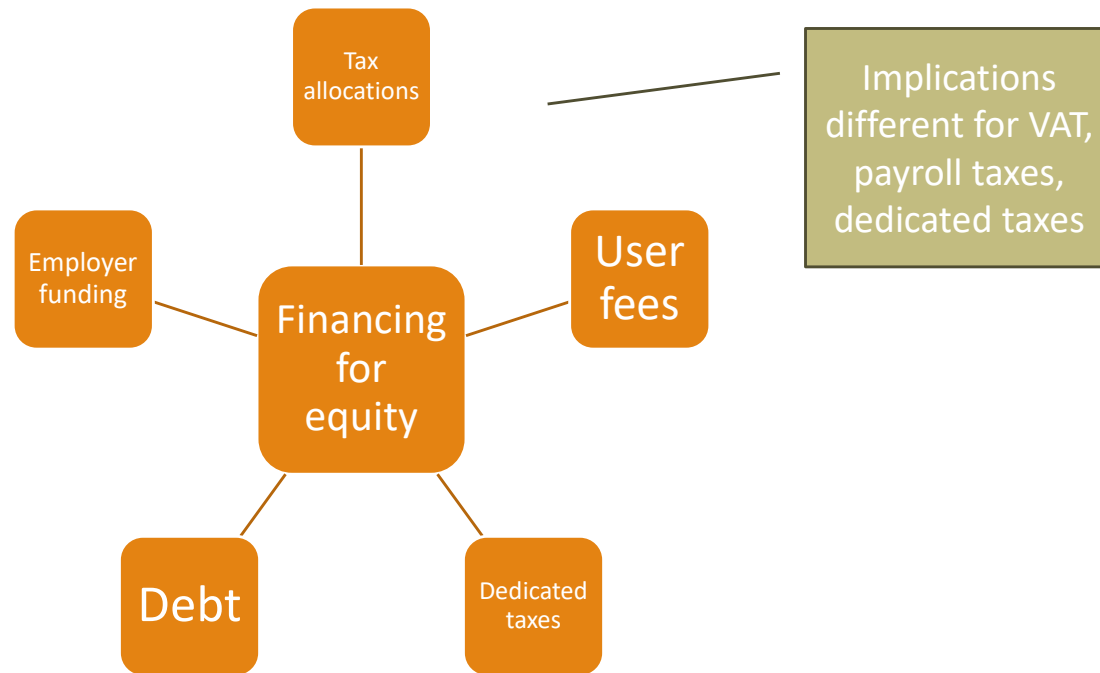 Tax
allocations
Implications
different for VAT,
payroll taxes,
dedicated taxes
Employer
funding
User
fees
Financing
for
equity
Debt
Dedicated
taxes